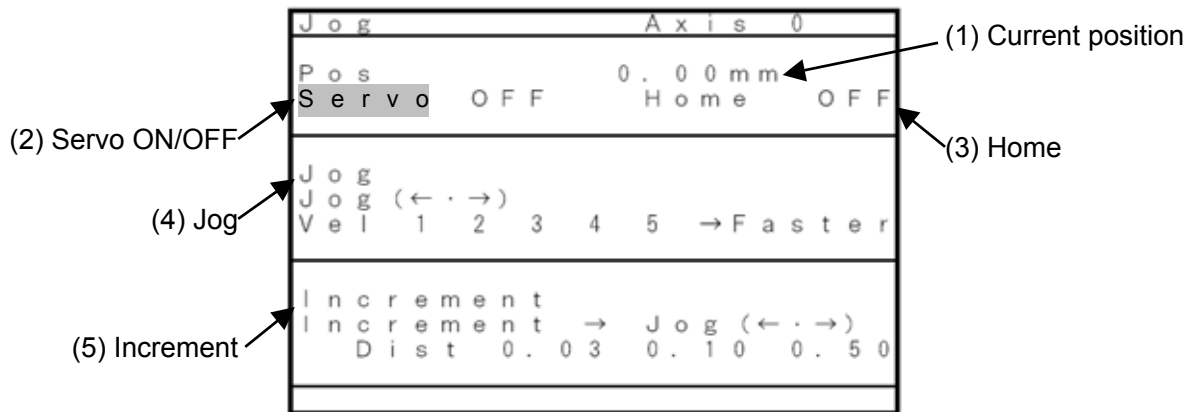 Jog Axis 0
(1) Current position
Pos 0.00mm
Servo OFF Home OFF
(2) Servo ON/OFF
(3) Home
Jog
Jog (←·→)
(4) Jog
Vel 1 2 3 4 5 →Faster
Increment
Increment → Jog (←·→)
(5) Increment
Dist 0.03 0.10 0.50